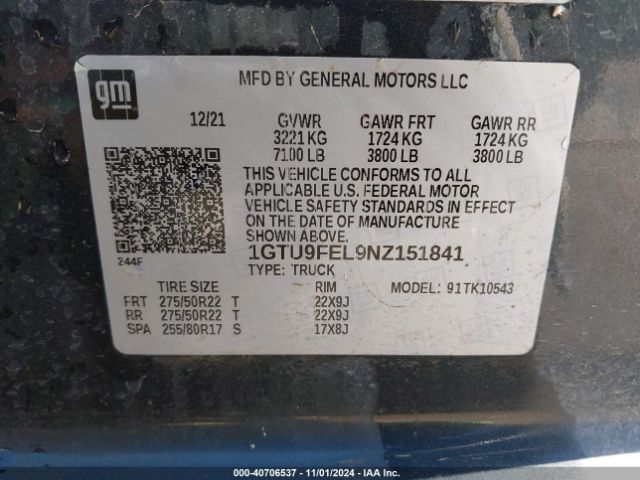 gm
MFD BY GENERAL MOTORS LLC
12/21 GVWR GAWR FRT GAWR RR
3221 KG 1724 KG 1724 KG
7100 LB 3800 LB 3800 LB
THIS VEHICLE CONFORMS TO ALL
APPLICABLE U.S. FEDERAL MOTOR
VEHICLE SAFETY STANDARDS IN EFFECT
ON THE DATE OF MANUFACTURE
SHOWN ABOVE.
244F 1GTU9FEL9NZ151841
TYPE: TRUCK
TIRE SIZE RIM MODEL: 91TK10543
FRT 275/50R22 T 22X9J
RR 275/50R22 T 22X9J
SPA 255/80R17 S 17X8J
000-40706537 - 11/01/2024 - IAA Inc.